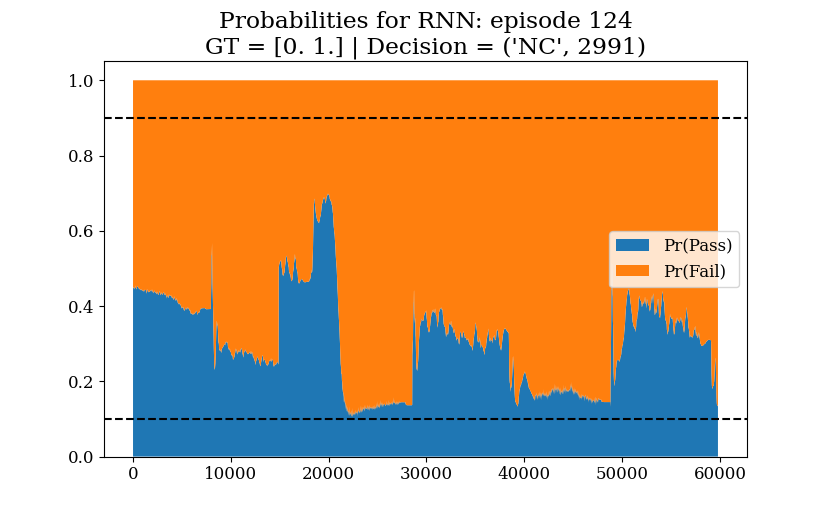 Probabilities for RNN: episode 124
GT = [0. 1.] | Decision = ('NC', 2991)
1.0
0.8
0.6
0.4
0.2
0.0
Pr(Pass)
Pr(Fail)
0 10000 20000 30000 40000 50000 60000